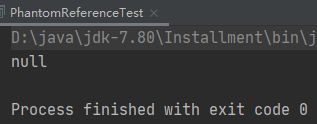 PhantomReferenceTest ×
D:\java\jdk-7.80\Installment\bin\j
null
Process finished with exit code 0